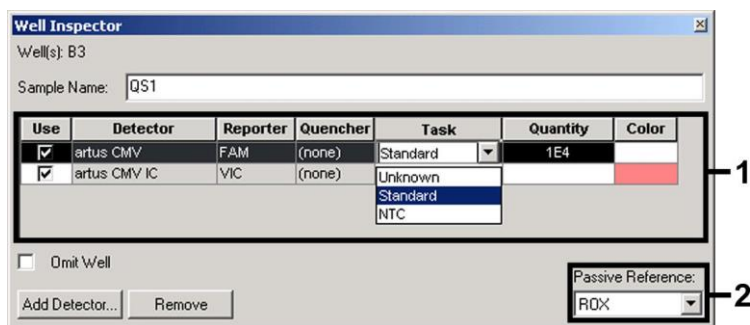 Well Inspector
Well(s): B3
Sample Name: QS1
Use Detector Reporter Quencher Task Quantity Color
artus CMV FAM (none) Standard 1E4
artus CMV IC VIC (none)
Unknown
Standard
NTC
1
Omit Well
Passive Reference:
Add Detector... Remove ROX
2